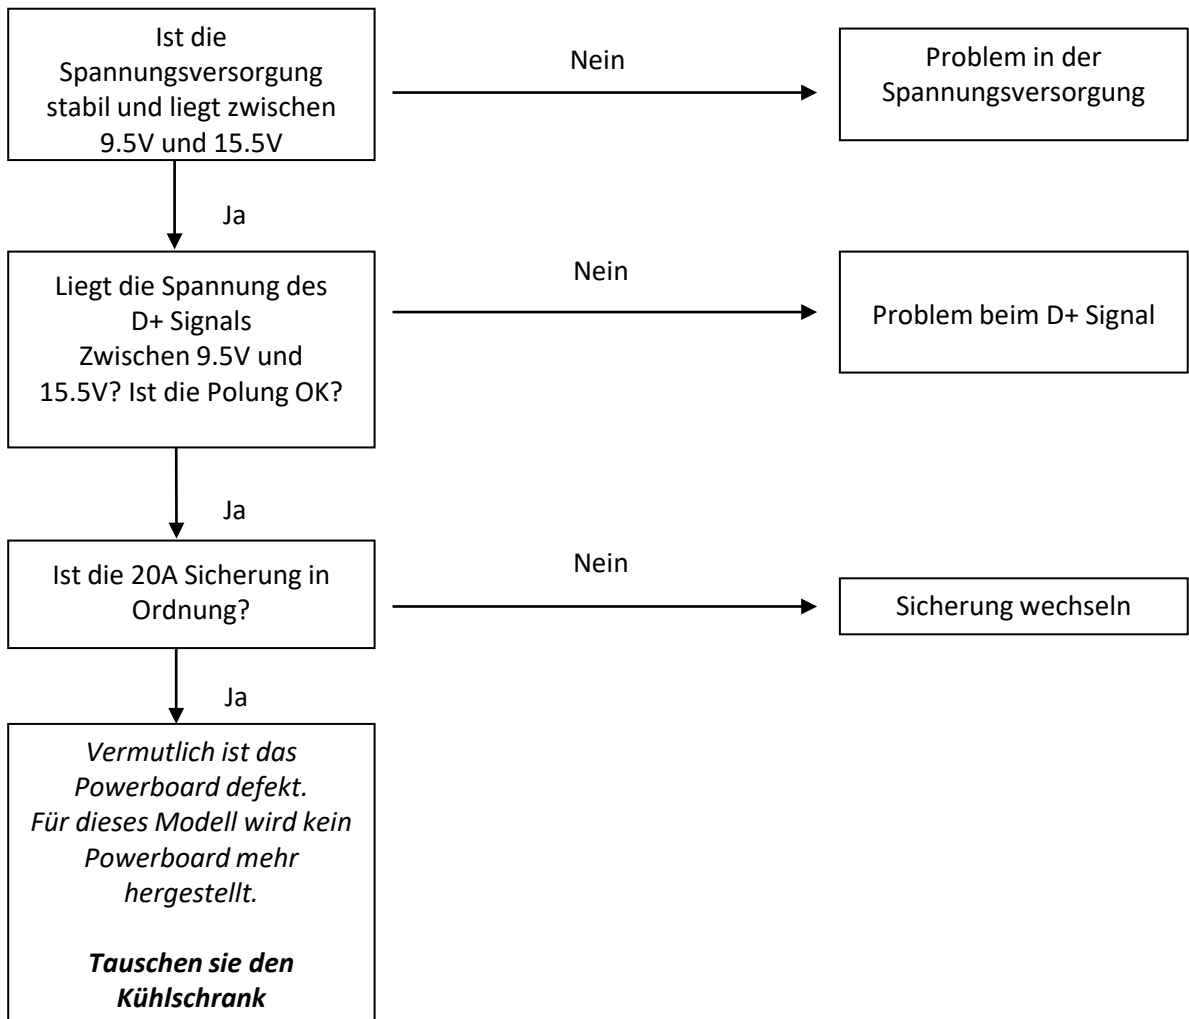 Ist die
Spannungsversorgung
stabil und liegt zwischen
9.5V und 15.5V
Nein
Problem in der
Spannungsversorgung
Ja
Liegt die Spannung des
D+ Signals
Zwischen 9.5V und
15.5V? Ist die Polung OK?
Nein
Problem beim D+ Signal
Ja
Ist die 20A Sicherung in
Ordnung?
Nein
Sicherung wechseln
Ja
Vermutlich ist das
Powerboard defekt.
Für dieses Modell wird kein
Powerboard mehr
hergestellt.
Tauschen sie den
Kühlschrank